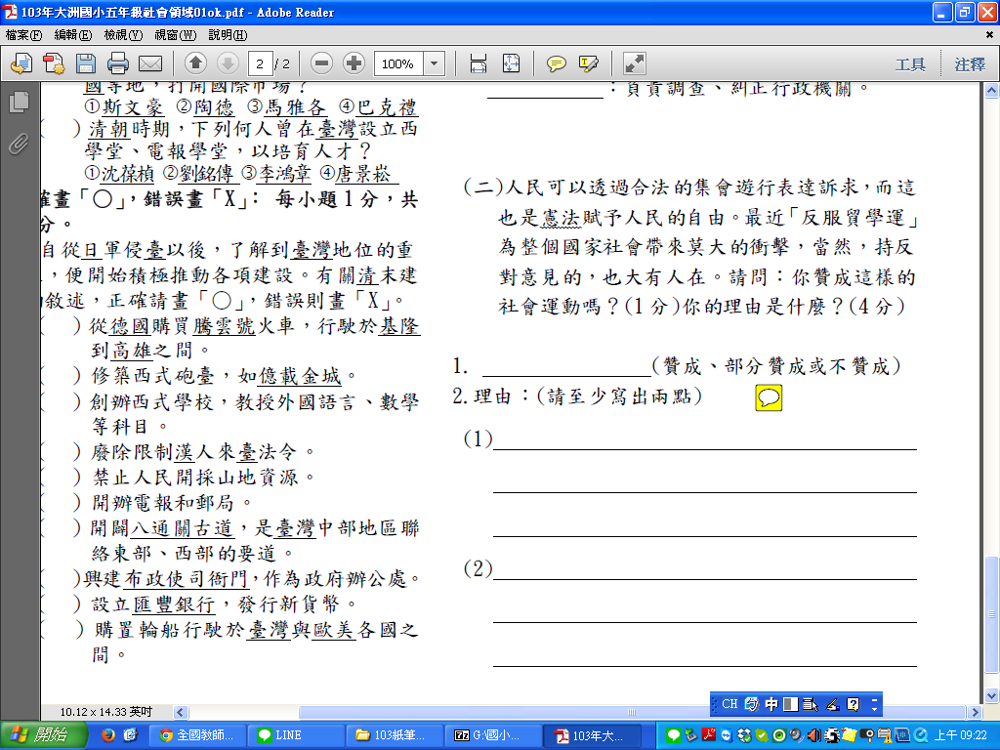 103年大洲國小五年級社會領域01ok.pdf - Adobe Reader
檔案(F) 編輯(E) 檢視(V) 視窗(W) 說明(H)
2 / 2 100% 工具 註釋
國等地，打開國際市場？
①斯文豪 ②陶德 ③馬雅各 ④巴克禮
( )清朝時期，下列何人曾在臺灣設立西
學堂、電報學堂，以培育人才？
①沈葆楨 ②劉銘傳 ③李鴻章 ④唐景崧
確畫「○」，錯誤畫「X」： 每小題 1 分，共
分。
自從日軍侵臺以後，了解到臺灣地位的重
，便開始積極推動各項建設。有關清末建
敘述，正確請畫「○」，錯誤則畫「X」。
( ) 從德國購買騰雲號火車，行駛於基隆
到高雄之間。
( ) 修築西式砲臺，如億載金城。
( ) 創辦西式學校，教授外國語言、數學
等科目。
( ) 廢除限制漢人來臺法令。
( ) 禁止人民開採山地資源。
( ) 開辦電報和郵局。
( ) 開闢八通關古道，是臺灣中部地區聯
絡東部、西部的要道。
( )興建布政使司衙門，作為政府辦公處。
( ) 設立匯豐銀行，發行新貨幣。
( ) 購置輪船行駛於臺灣與歐美各國之
間。
：負責調查、糾正行政機關。
(二)人民可以透過合法的集會遊行表達訴求，而這
也是憲法賦予人民的自由。最近「反服貿學運」
為整個國家社會帶來莫大的衝擊，當然，持反
對意見的，也大有人在。請問：你贊成這樣的
社會運動嗎？(1 分)你的理由是什麼？(4 分)
1. (贊成、部分贊成或不贊成)
2.理由：(請至少寫出兩點)
(1)
(2)
10.12 x 14.33 英吋
CH 中
開始 全國教師... LINE 103紙筆... G:\國小... 103年大... 上午 09:22